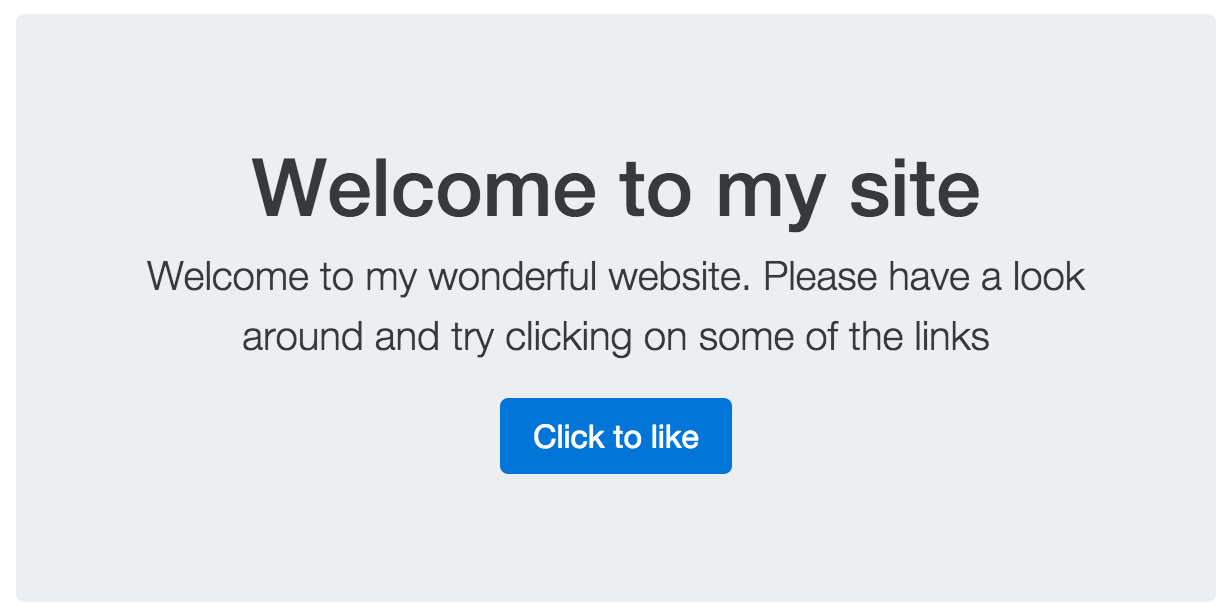 Welcome to my site
Welcome to my wonderful website. Please have a look
around and try clicking on some of the links
Click to like